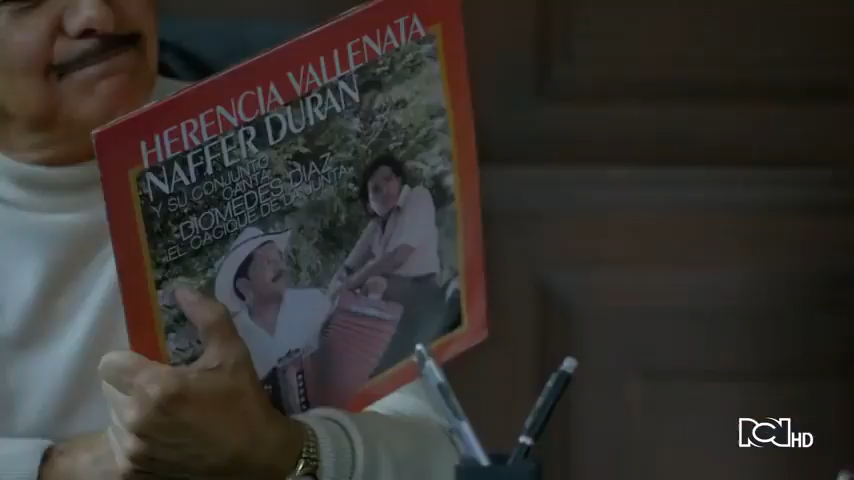 HERENCIA VALLENATA
NAFFER DURAN
Y SU CONJUNTO
CANTA
DIOMEDES DIAZ
"EL CACIQUE DE LA JUNTA"
RCN HD